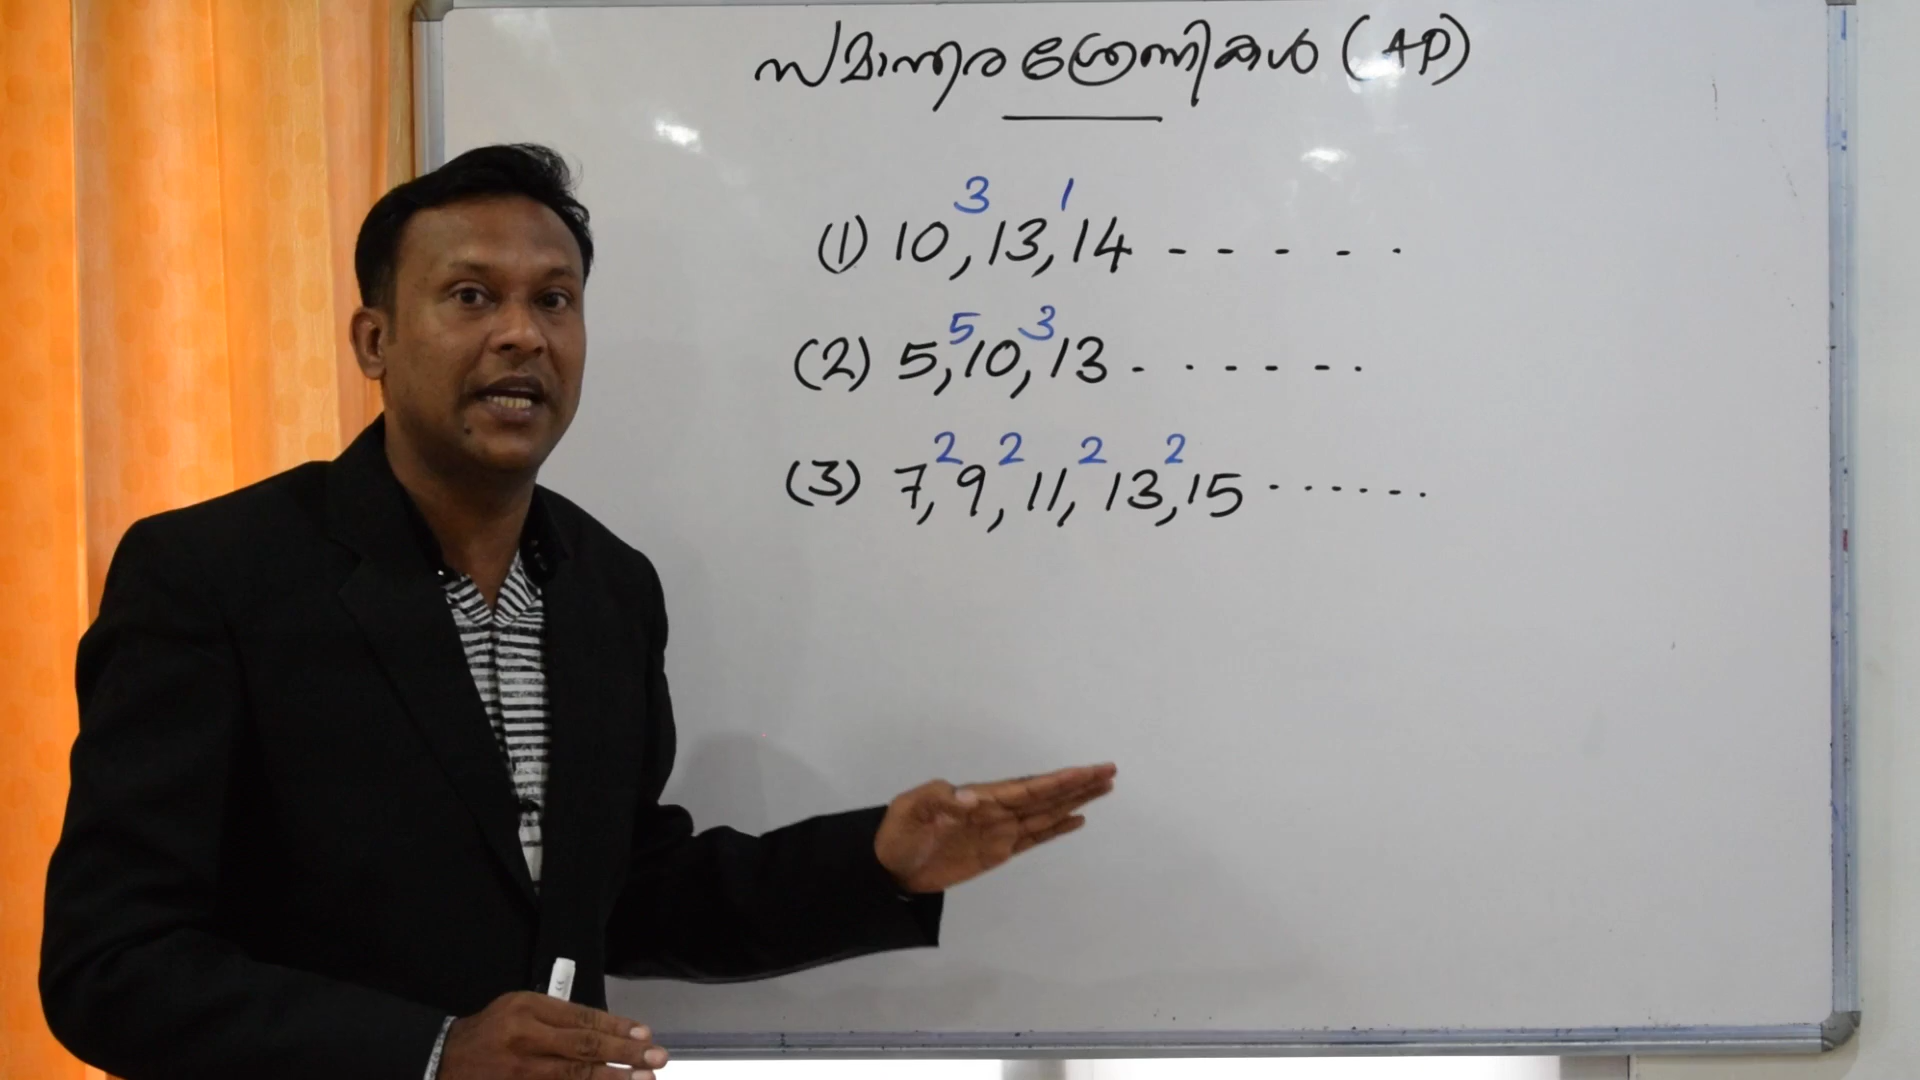 സമാന്തര ശ്രേണികൾ (AP)
3 1
(1) 10, 13, 14 - - - - -
5 3
(2) 5, 10, 13 - - - - - -
2 2 2 2
(3) 7, 9, 11, 13, 15 - - - - - -